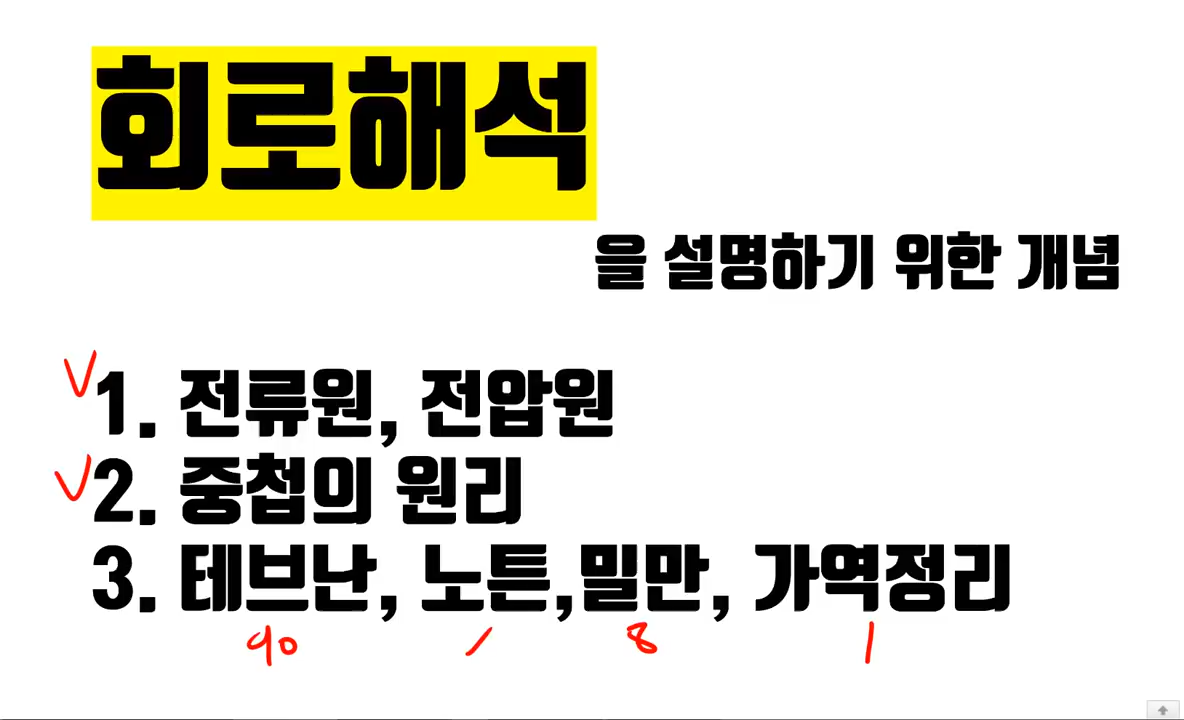 회로해석
을 설명하기 위한 개념
V 1. 전류원, 전압원
V 2. 중첩의 원리
3. 테브난, 노튼,밀만, 가역정리
90 / 8 1